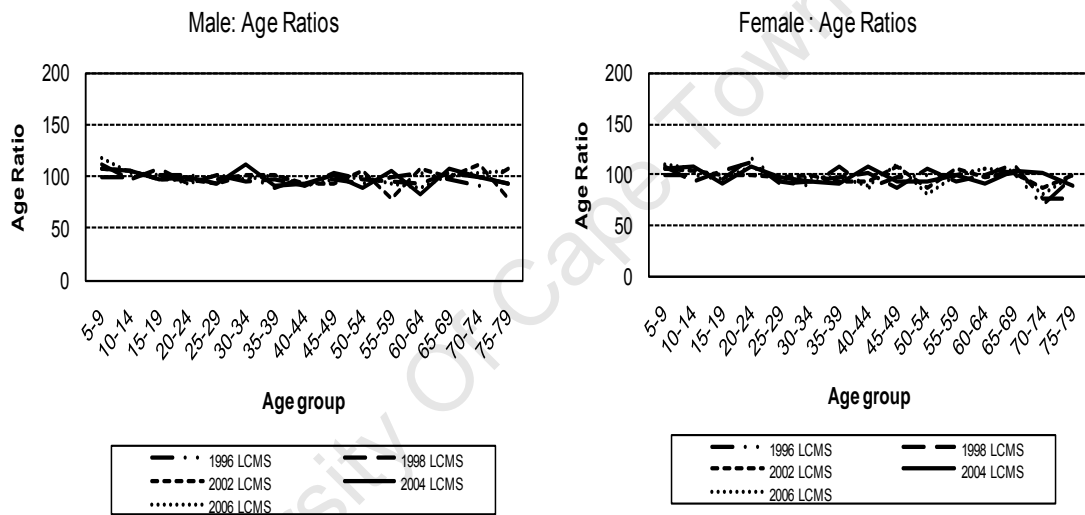 Male: Age Ratios
200
150
100
50
0
Age Ratio
5-9
10-14
15-19
20-24
25-29
30-34
35-39
40-44
45-49
50-54
55-59
60-64
65-69
70-74
75-79
Age group
1996 LCMS
1998 LCMS
2002 LCMS
2004 LCMS
2006 LCMS
Female : Age Ratios
200
150
100
50
0
Age Ratio
5-9
10-14
15-19
20-24
25-29
30-34
35-39
40-44
45-49
50-54
55-59
60-64
65-69
70-74
75-79
Age group
1996 LCMS
1998 LCMS
2002 LCMS
2004 LCMS
2006 LCMS
ersity Of Cape Town